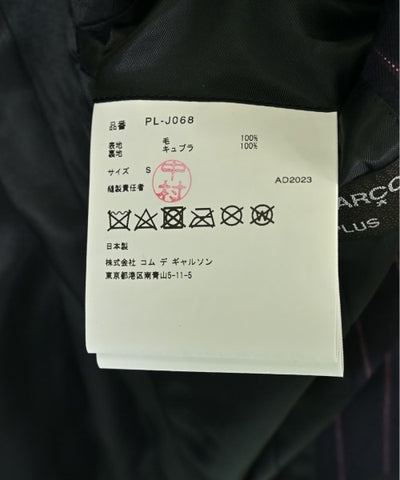 品番 PL-J068
表地 毛 100%
裏地 キュプラ 100%
サイズ S
縫製責任者 中村
AD2023
日本製
株式会社 コム デ ギャルソン
東京都港区南青山5-11-5
ARÇO
PLUS